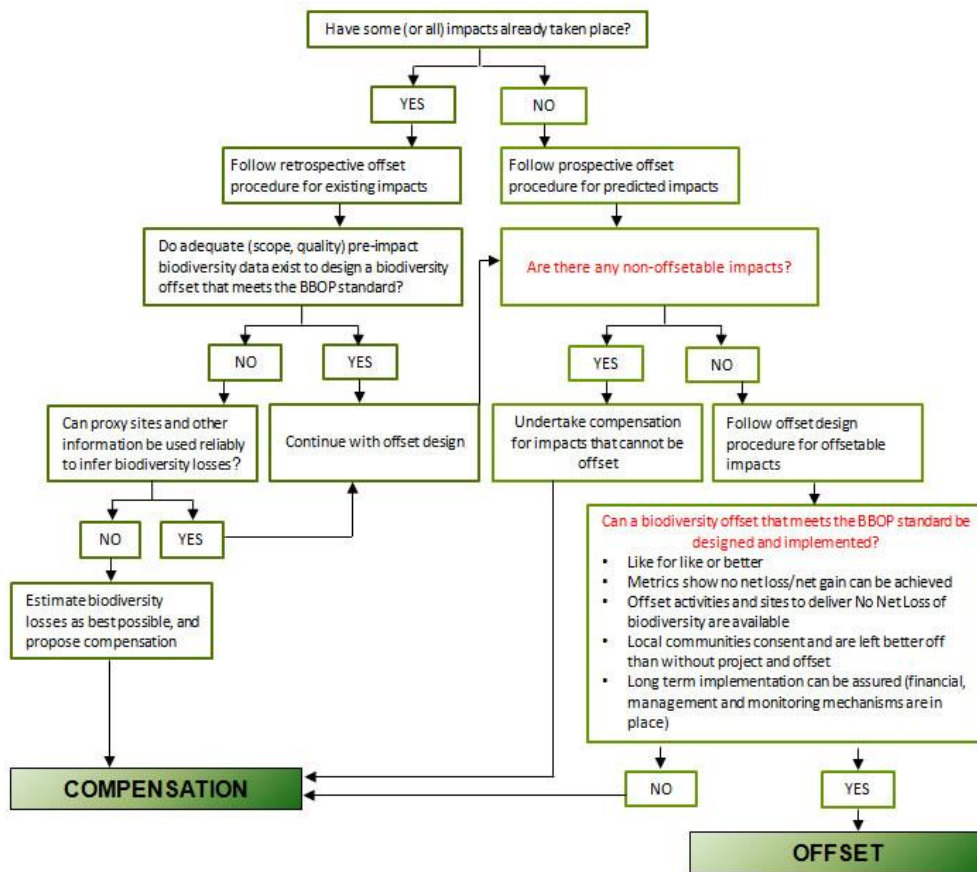 Have some (or all) impacts already taken place?
YES
NO
Follow retrospective offset
procedure for existing impacts
Follow prospective offset
procedure for predicted impacts
Do adequate (scope, quality) pre-impact
biodiversity data exist to design a biodiversity
offset that meets the BBOP standard?
Are there any non-offsetable impacts?
NO
YES
YES
NO
Can proxy sites and other
information be used reliably
to infer biodiversity losses?
Continue with offset design
Undertake compensation
for impacts that cannot be
offset
Follow offset design
procedure for offsetable
impacts
NO
YES
Can a biodiversity offset that meets the BBOP standard be
designed and implemented?
• Like for like or better
• Metrics show no net loss/net gain can be achieved
• Offset activities and sites to deliver No Net Loss of
biodiversity are available
• Local communities consent and are left better off
than without project and offset
• Long term implementation can be assured (financial,
management and monitoring mechanisms are in
place)
Estimate biodiversity
losses as best possible, and
propose compensation
COMPENSATION
NO
YES
OFFSET